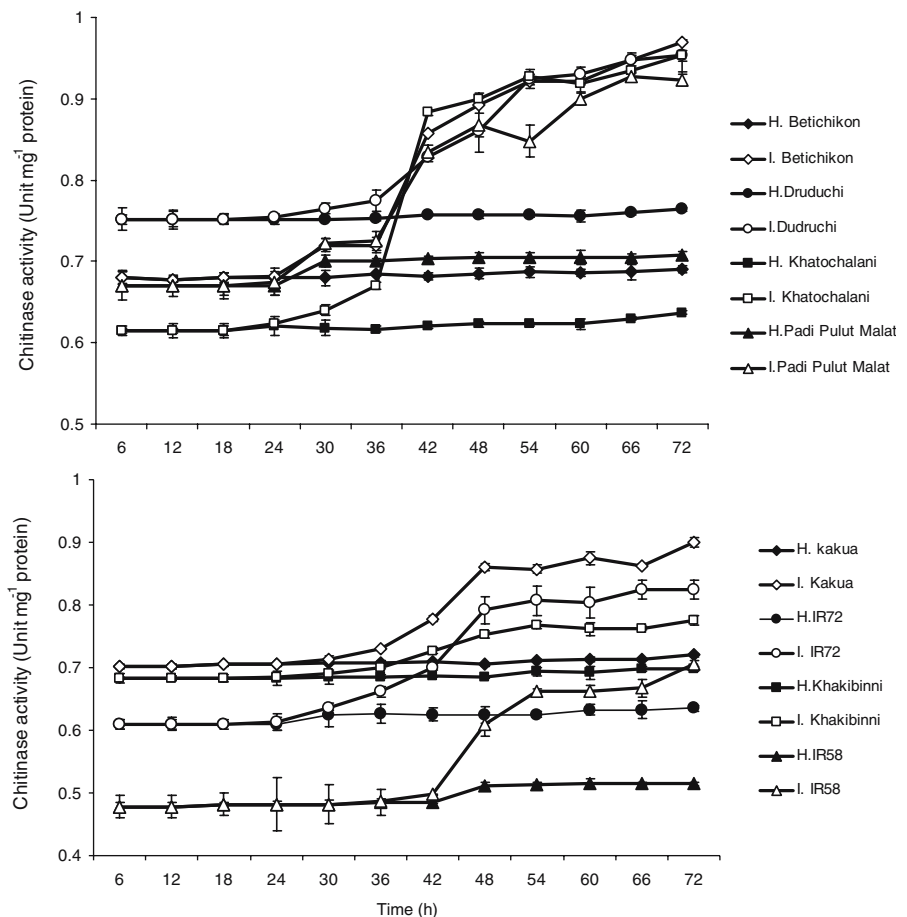 Chitinase activity (Unit mg-1 protein)
1
0.9
0.8
0.7
0.6
0.5
6 12 18 24 30 36 42 48 54 60 66 72
H. Betichikon
I. Betichikon
H.Druduchi
I.Dudruchi
H. Khatochalani
I. Khatochalani
H.Padi Pulut Malat
I.Padi Pulut Malat
Chitinase activity (Unit mg-1 protein)
1
0.9
0.8
0.7
0.6
0.5
0.4
6 12 18 24 30 36 42 48 54 60 66 72
Time (h)
H. kakua
I. Kakua
H.IR72
I. IR72
H.Khakibinni
I. Khakibinni
H.IR58
I. IR58